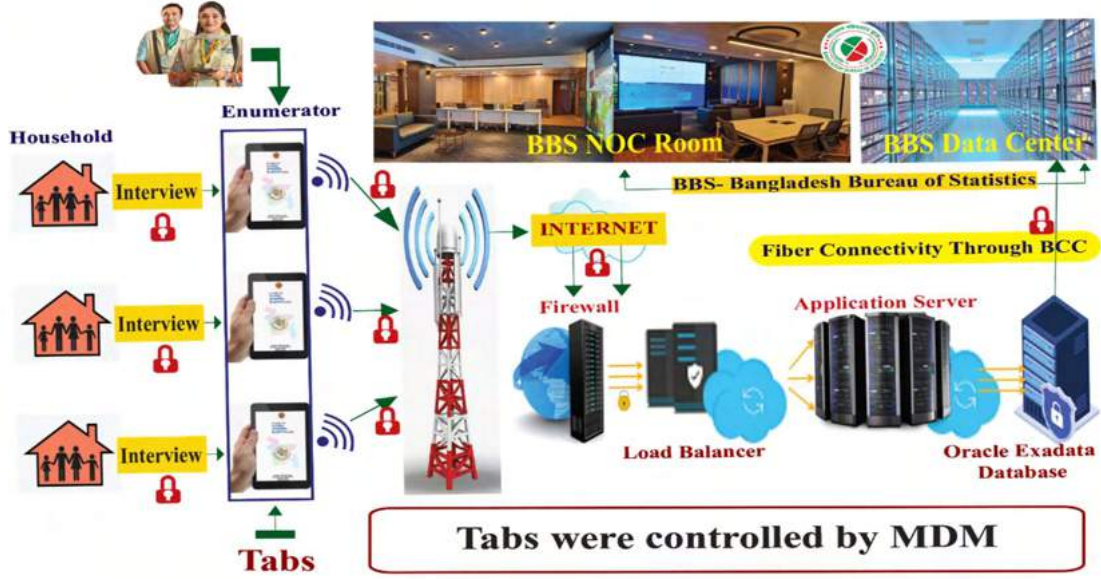 Enumerator
Household
Interview
Interview
Interview
Tabs
BBS NOC Room
BBS Data Center
BBS- Bangladesh Bureau of Statistics
INTERNET
Fiber Connectivity Through BCC
Firewall
Application Server
Load Balancer
Oracle Exadata
Database
Tabs were controlled by MDM